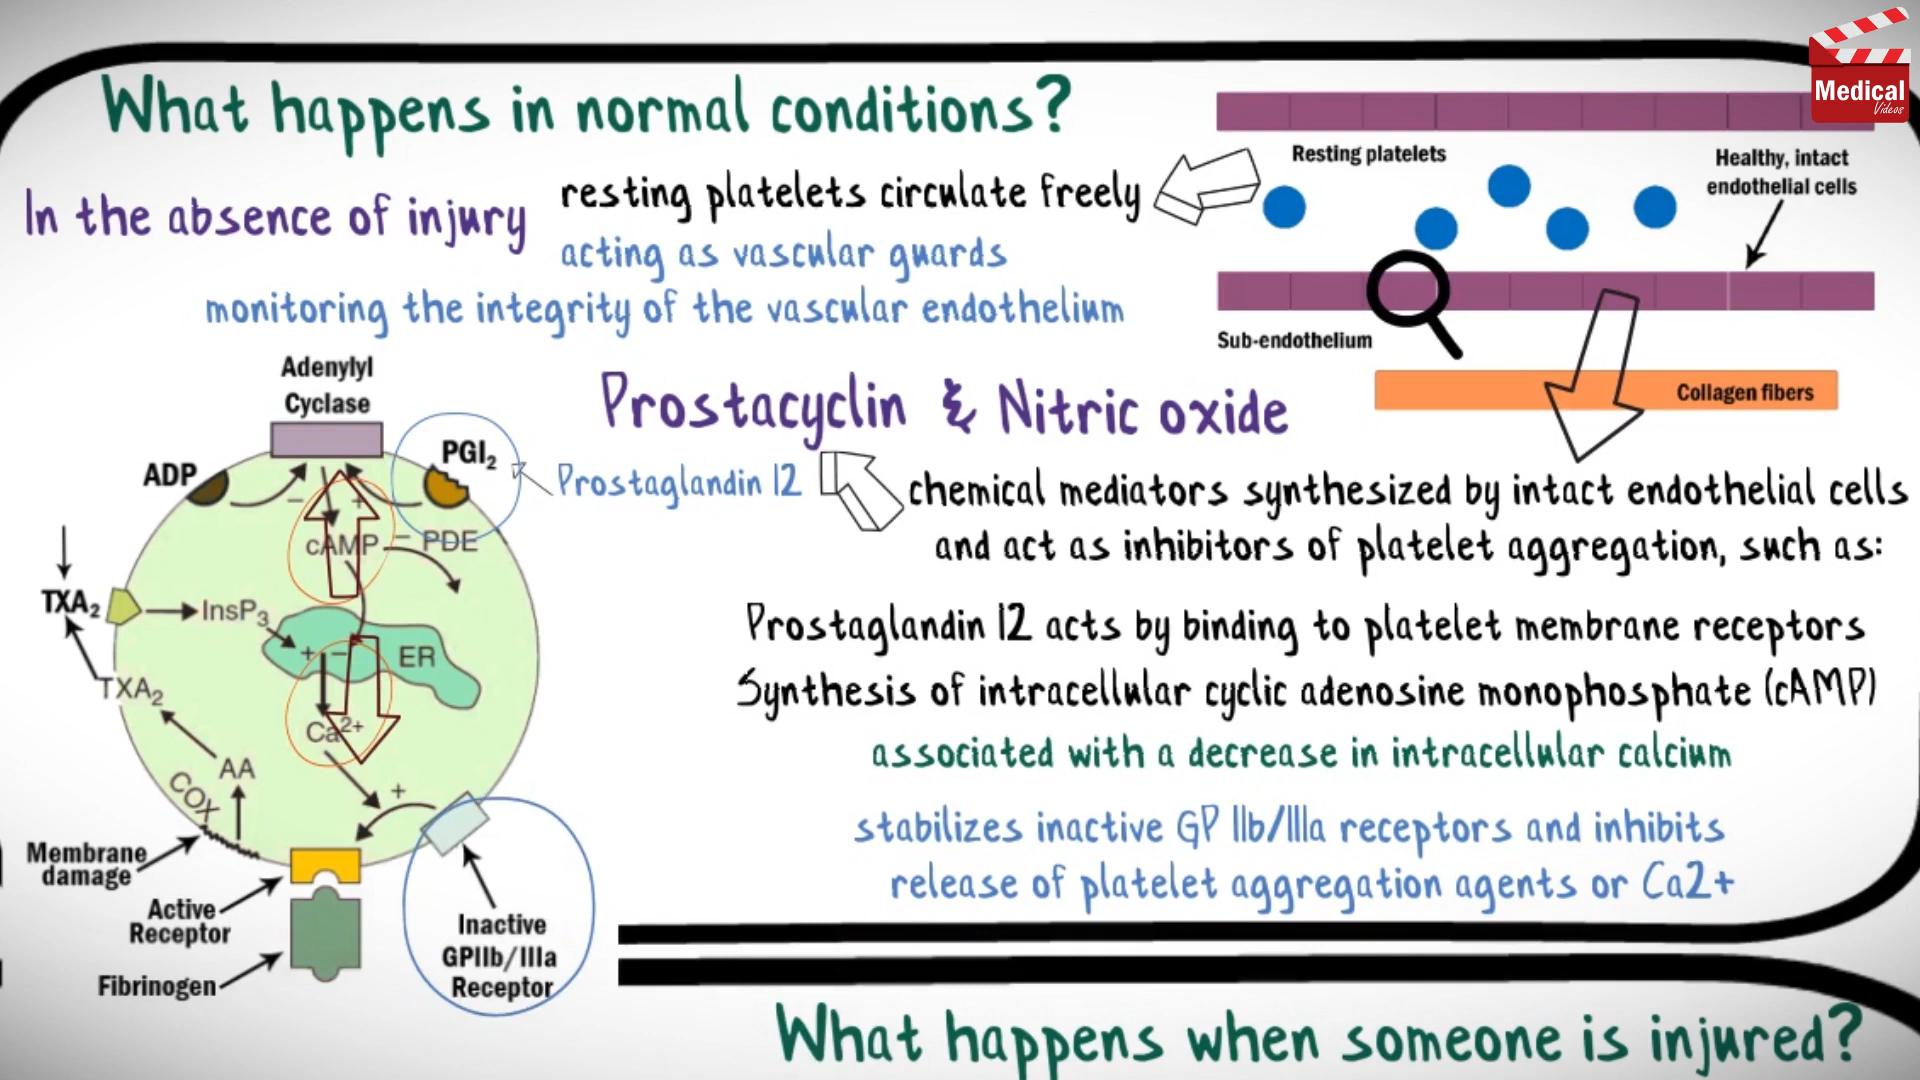 Medical
Videos
What happens in normal conditions?
In the absence of injury
resting platelets circulate freely
acting as vascular guards
monitoring the integrity of the vascular endothelium
Resting platelets
Healthy, intact
endothelial cells
Sub-endothelium
Collagen fibers
Prostacyclin & Nitric oxide
Prostaglandin I2
chemical mediators synthesized by intact endothelial cells
and act as inhibitors of platelet aggregation, such as:
Prostaglandin I2 acts by binding to platelet membrane receptors
Synthesis of intracellular cyclic adenosine monophosphate (cAMP)
associated with a decrease in intracellular calcium
stabilizes inactive GP IIb/IIIa receptors and inhibits
release of platelet aggregation agents or Ca2+
Adenylyl
Cyclase
ADP
PGI₂
− +
cAMP − PDE
TXA₂
InsP₃
+ − ER
TXA₂
Ca²⁺
AA
COX
+
Membrane
damage
Active
Receptor
Fibrinogen
Inactive
GPIIb/IIIa
Receptor
What happens when someone is injured?